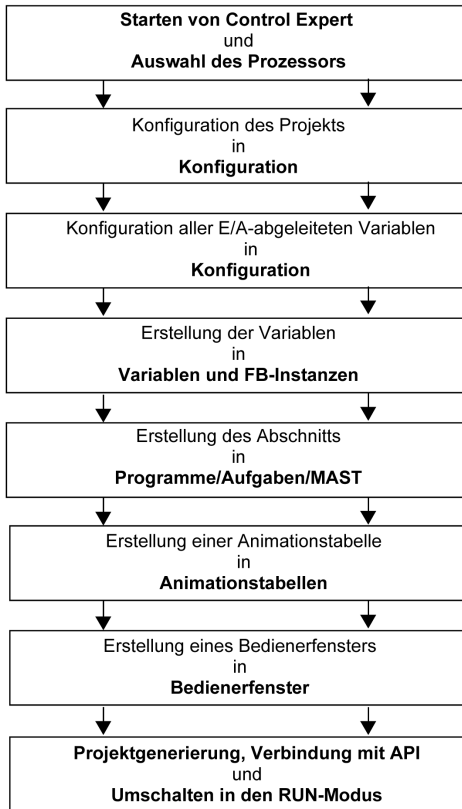 Starten von Control Expert
und
Auswahl des Prozessors
Konfiguration des Projekts
in
Konfiguration
Konfiguration aller E/A-abgeleiteten Variablen
in
Konfiguration
Erstellung der Variablen
in
Variablen und FB-Instanzen
Erstellung des Abschnitts
in
Programme/Aufgaben/MAST
Erstellung einer Animationstabelle
in
Animationstabellen
Erstellung eines Bedienerfensters
in
Bedienerfenster
Projektgenerierung, Verbindung mit API
und
Umschalten in den RUN-Modus